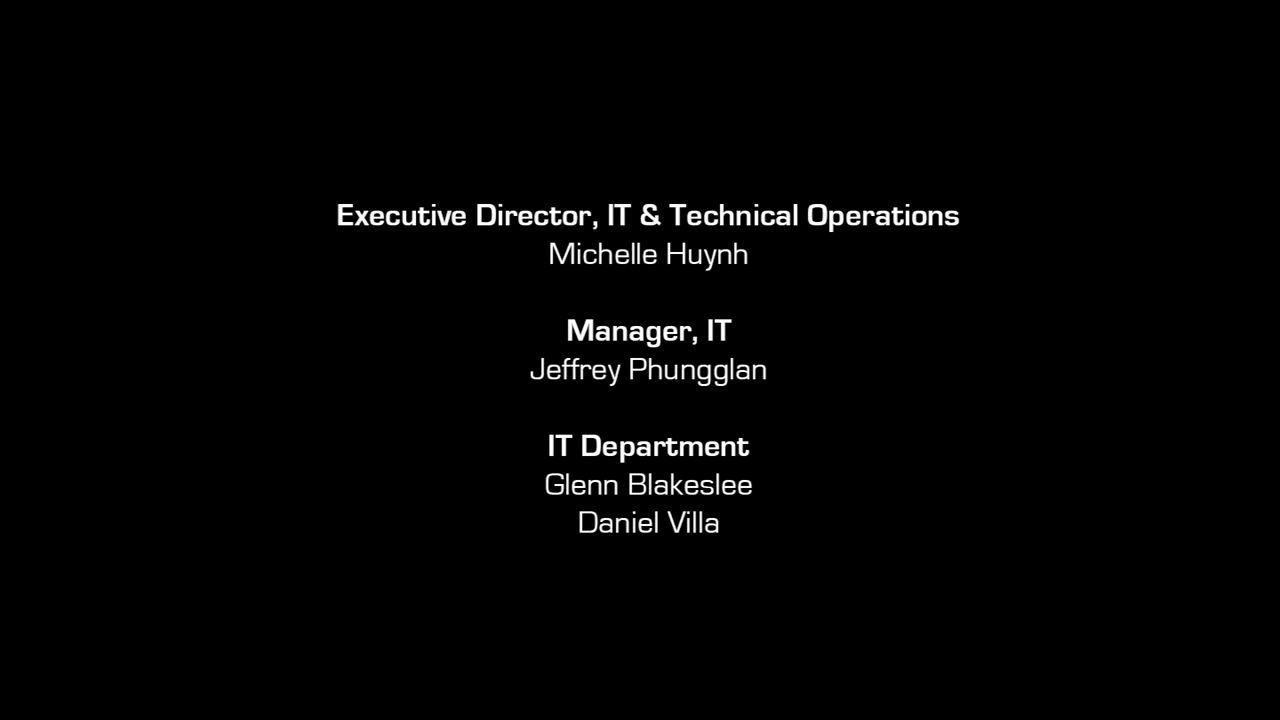 Executive Director, IT & Technical Operations
Michelle Huynh
Manager, IT
Jeffrey Phungglan
IT Department
Glenn Blakeslee
Daniel Villa